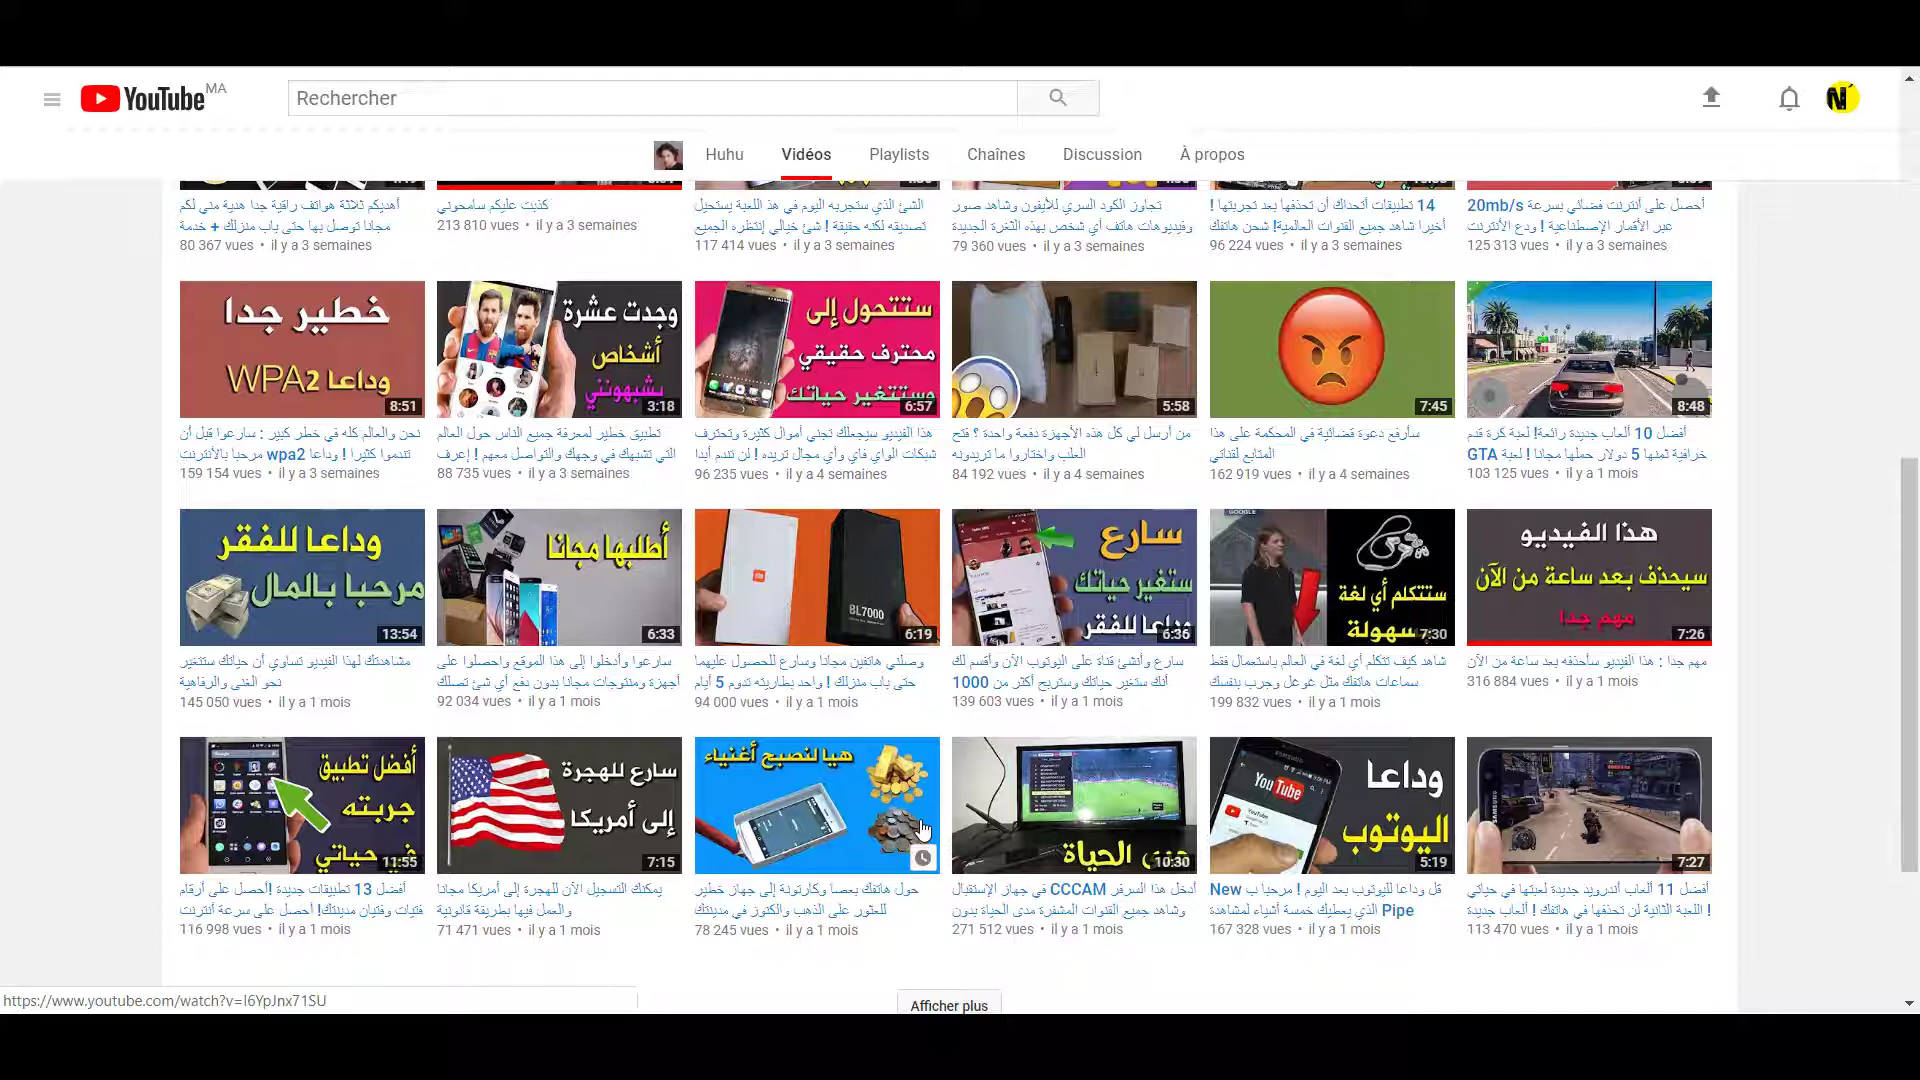 YouTube MA
Rechercher
Huhu
Vidéos
Playlists
Chaînes
Discussion
À propos
أهديكم ثلاثة هواتف راقية جدا هدية مني لكم
مجانا توصل بها حتى باب منزلك + خدمة
80 367 vues • il y a 3 semaines
كذبت عليكم سامحوني
213 810 vues • il y a 3 semaines
الشئ الذي ستجربه اليوم في هذ اللعبة يستحيل
تصديقه لكنه حقيقة ! شئ خيالي إنتظره الجميع
117 414 vues • il y a 3 semaines
تجاوز الكود السري للأيفون وشاهد صور
وفيديوهات هاتف أي شخص بهذه الثغرة الجديدة
79 360 vues • il y a 3 semaines
14 تطبيقات أتحداك أن تحذفها بعد تجربتها !
أخيرا شاهد جميع القنوات العالمية! شحن هاتفك
96 224 vues • il y a 3 semaines
أحصل على أنترنت فضائي بسرعة 20mb/s
عبر الأقمار الإصطناعية ! ودع الأنترنت
125 313 vues • il y a 3 semaines
خطير جدا
وداعا WPA2
8:51
وجدت عشرة
أشخاص
يشبهونني
3:18
ستتحول إلى
محترف حقيقي
وستتغير حياتك
6:57
5:58
7:45
8:48
نحن والعالم كله في خطر كبير : سارعوا قبل أن
تندموا كثيرا ! وداعا wpa2 مرحبا بالأنترنت
159 154 vues • il y a 3 semaines
تطبيق خطير لمعرفة جميع الناس حول العالم
التي تشبهك في وجهك والتواصل معهم ! إعرف
88 735 vues • il y a 3 semaines
هذا الفيديو سيجعلك تجني أموال كثيرة وتحترف
شبكات الواي فاي وأي مجال تريده ! لن تندم أبدا
96 235 vues • il y a 4 semaines
من أرسل لي كل هذه الأجهزة دفعة واحدة ؟ فتح
العلب واختاروا ما تريدونه
84 192 vues • il y a 4 semaines
سأرفع دعوة قضائية في المحكمة على هذا
المتابع لقناتي
162 919 vues • il y a 4 semaines
أفضل 10 ألعاب جديدة رائعة! لعبة كرة قدم
خرافية ثمنها 5 دولار حملها مجانا ! لعبة GTA
103 125 vues • il y a 1 mois
وداعا للفقر
مرحبا بالمال
13:54
أطلبها مجانا
6:33
BL7000
6:19
سارع
ستغير حياتك
وداعا للفقر
6:36
GOOGLE
ستتكلم أي لغة
بسهولة
7:30
هذا الفيديو
سيحذف بعد ساعة من الآن
مهم جدا
7:26
مشاهدتك لهذا الفيديو تساوي أن حياتك ستتغير
نحو الغنى والرفاهية
145 050 vues • il y a 1 mois
سارعوا وأدخلوا إلى هذا الموقع واحصلوا على
أجهزة ومنتوجات مجانا بدون دفع أي شئ تصلك
92 034 vues • il y a 1 mois
وصلني هاتفين مجانا وسارع للحصول عليهما
حتى باب منزلك ! واحد بطاريته تدوم 5 أيام
94 000 vues • il y a 1 mois
سارع وأنشئ قناة على اليوتوب الآن وأقسم لك
أنك ستغير حياتك وستربح أكثر من 1000
139 603 vues • il y a 1 mois
شاهد كيف تتكلم أي لغة في العالم باستعمال فقط
سماعات هاتفك مثل غوغل وجرب بنفسك
199 832 vues • il y a 1 mois
مهم جدا : هذا الفيديو سأحذفه بعد ساعة من الآن
316 884 vues • il y a 1 mois
أفضل تطبيق
جربته
في حياتي
11:55
سارع للهجرة
إلى أمريكا
7:15
هيا لنصبح أغنياء
مدى الحياة
10:30
YouTube
وداعا
اليوتوب
5:19
SAMSUNG
7:27
أفضل 13 تطبيقات جديدة !أحصل على أرقام
فتيات وفتيان مدينتك! أحصل على سرعة أنترنت
116 998 vues • il y a 1 mois
يمكنك التسجيل الآن للهجرة إلى أمريكا مجانا
والعمل فيها بطريقة قانونية
71 471 vues • il y a 1 mois
حول هاتفك بعصا وكارتونة إلى جهاز خطير
للعثور على الذهب والكنوز في مدينتك
78 245 vues • il y a 1 mois
أدخل هذا السرفر CCCAM في جهاز الإستقبال
وشاهد جميع القنوات المشفرة مدى الحياة بدون
271 512 vues • il y a 1 mois
قل وداعا لليوتوب بعد اليوم ! مرحبا ب New
Pipe الذي يعطيك خمسة أشياء لمشاهدة
167 328 vues • il y a 1 mois
أفضل 11 ألعاب أندرويد جديدة لعبتها في حياتي
! اللعبة الثانية لن تحذفها في هاتفك ! ألعاب جديدة
113 470 vues • il y a 1 mois
Afficher plus
https://www.youtube.com/watch?v=I6YpJnx71SU